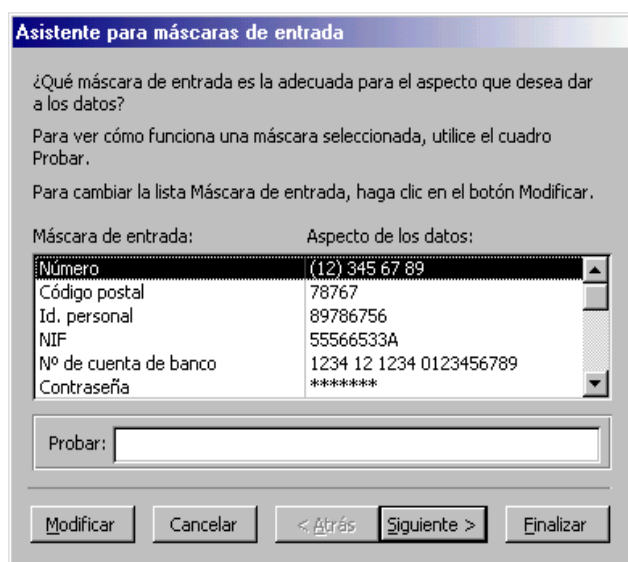 Asistente para máscaras de entrada
¿Qué máscara de entrada es la adecuada para el aspecto que desea dar
a los datos?
Para ver cómo funciona una máscara seleccionada, utilice el cuadro
Probar.
Para cambiar la lista Máscara de entrada, haga clic en el botón Modificar.
Máscara de entrada: Aspecto de los datos:
Número (12) 345 67 89
Código postal 78767
Id. personal 89786756
NIF 55566533A
Nº de cuenta de banco 1234 12 1234 0123456789
Contraseña *******
Probar:
Modificar Cancelar < Atrás Siguiente > Finalizar